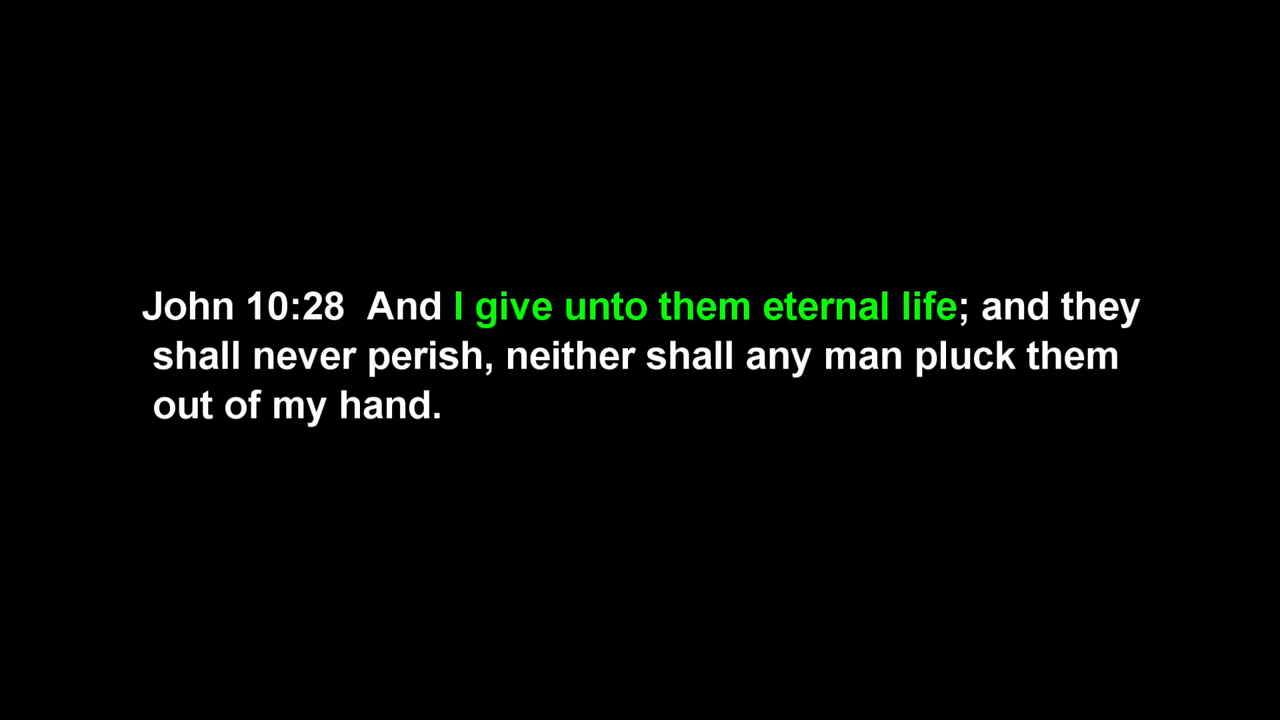 John 10:28  And I give unto them eternal life; and they
shall never perish, neither shall any man pluck them
out of my hand.